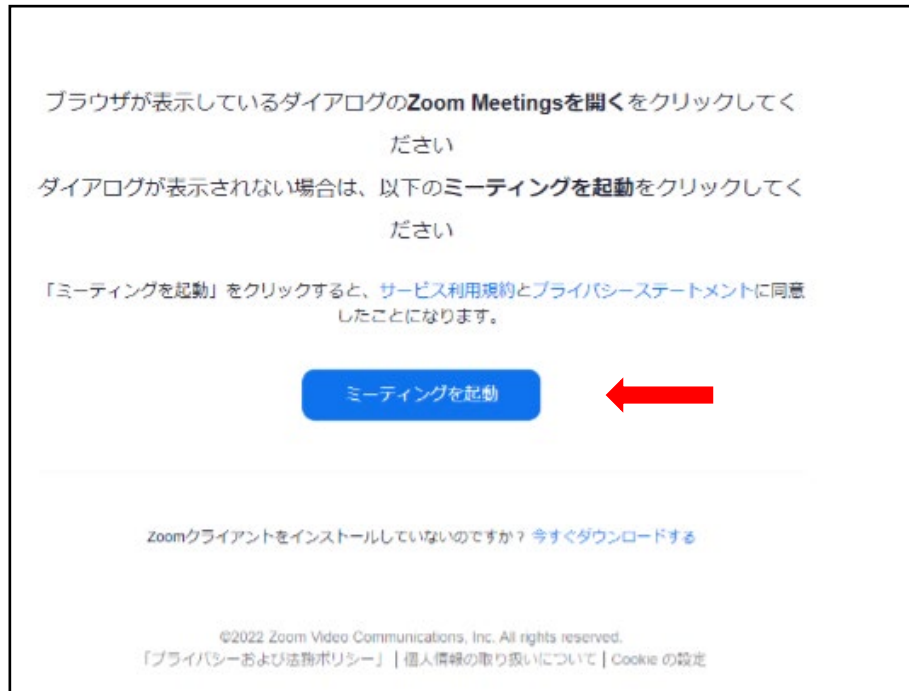 ブラウザが表示しているダイアログのZoom Meetingsを開くをクリックしてく
ださい
ダイアログが表示されない場合は、以下のミーティングを起動をクリックしてく
ださい
「ミーティングを起動」をクリックすると、サービス利用規約とプライバシーステートメントに同意
したことになります。
ミーティングを起動
Zoomクライアントをインストールしていないのですか？今すぐダウンロードする
©2022 Zoom Video Communications, Inc. All rights reserved.
「プライバシーおよび法務ポリシー」 | 個人情報の取り扱いについて | Cookie の設定